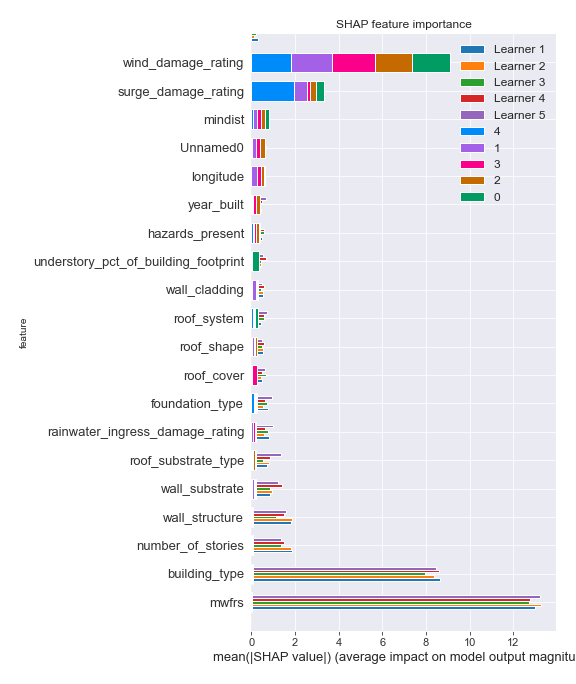 SHAP feature importance
wind_damage_rating
surge_damage_rating
mindist
Unnamed0
longitude
year_built
hazards_present
understory_pct_of_building_footprint
wall_cladding
roof_system
roof_shape
roof_cover
foundation_type
rainwater_ingress_damage_rating
roof_substrate_type
wall_substrate
wall_structure
number_of_stories
building_type
mwfrs
feature
Learner 1
Learner 2
Learner 3
Learner 4
Learner 5
4
1
3
2
0
0 2 4 6 8 10 12
mean(|SHAP value|) (average impact on model output magnitu